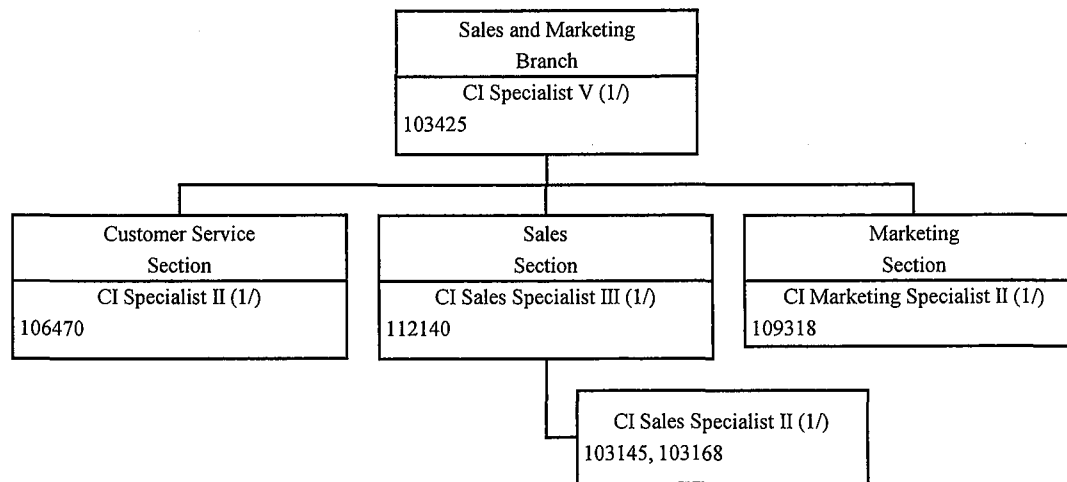 Sales and Marketing
Branch
CI Specialist V (1/)
103425
Customer Service
Section
CI Specialist II (1/)
106470
Sales
Section
CI Sales Specialist III (1/)
112140
Marketing
Section
CI Marketing Specialist II (1/)
109318
CI Sales Specialist II (1/)
103145, 103168